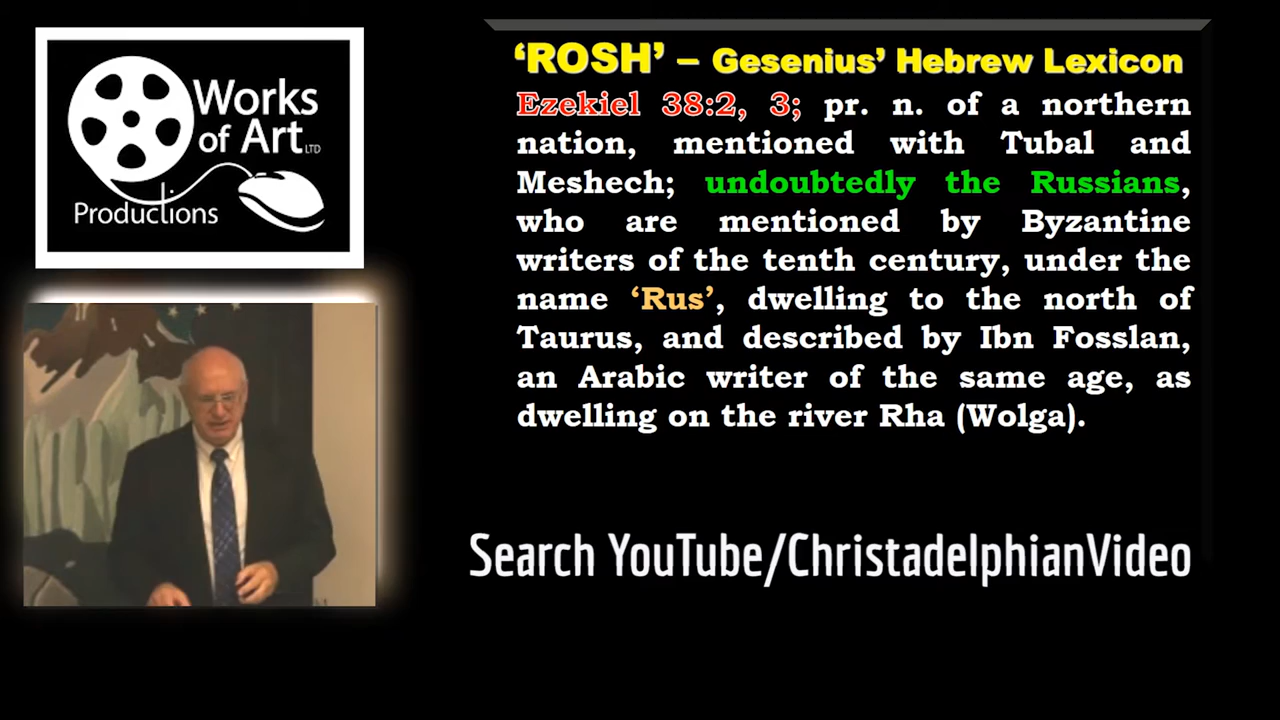 Works
of Art LTD
Productions
‘ROSH’ – Gesenius’ Hebrew Lexicon
Ezekiel 38:2, 3; pr. n. of a northern
nation, mentioned with Tubal and
Meshech; undoubtedly the Russians,
who are mentioned by Byzantine
writers of the tenth century, under the
name ‘Rus’, dwelling to the north of
Taurus, and described by Ibn Fosslan,
an Arabic writer of the same age, as
dwelling on the river Rha (Wolga).
Search YouTube/ChristadelphianVideo